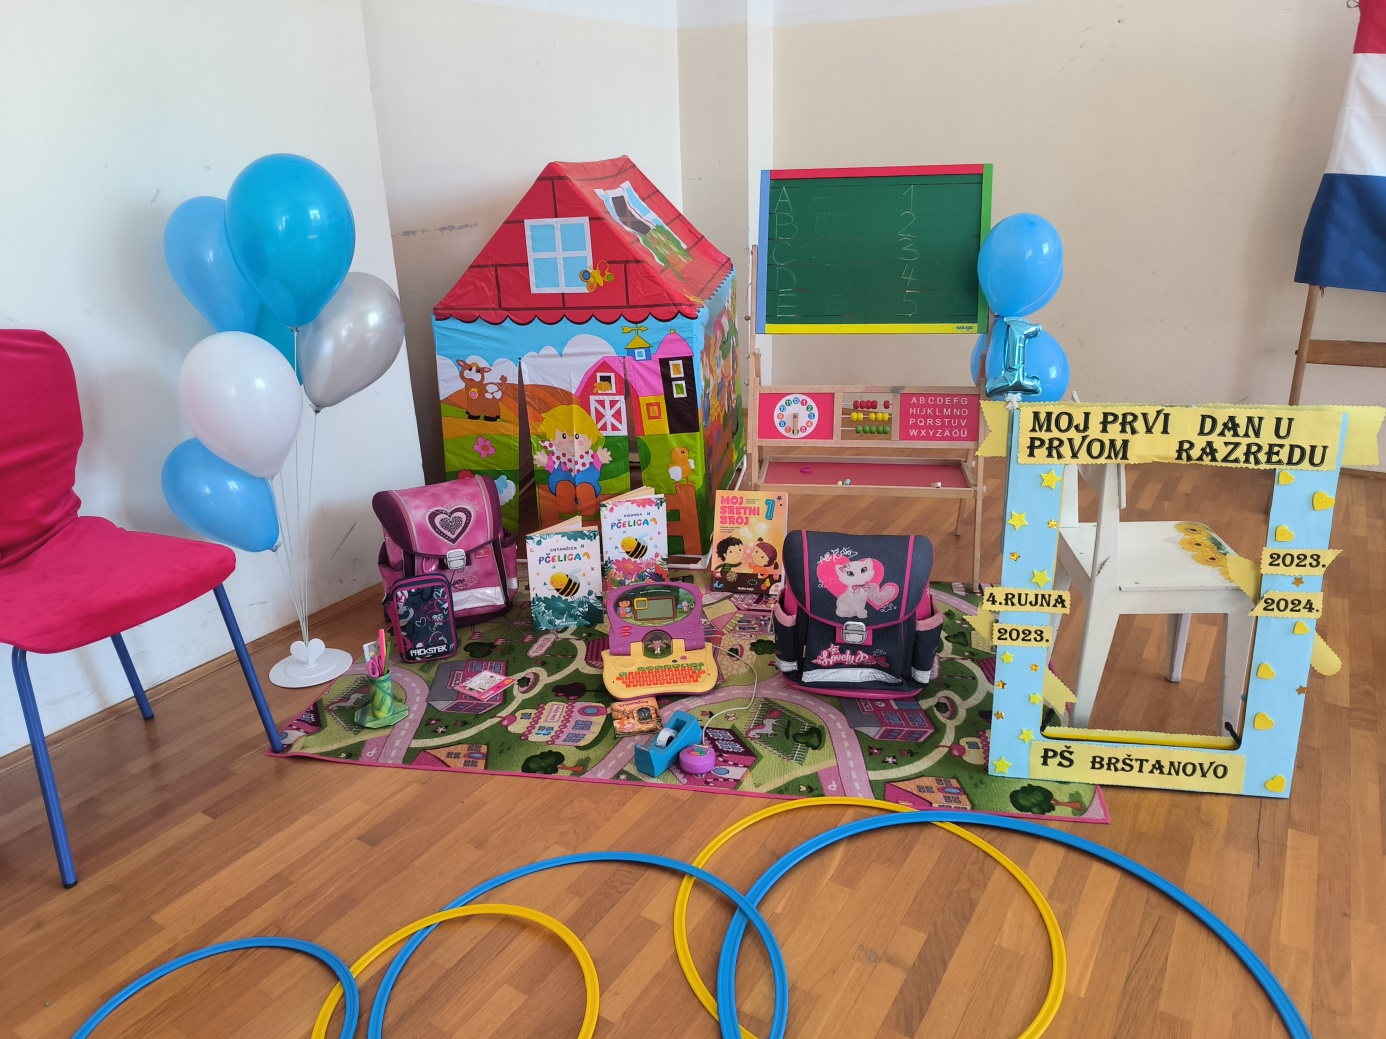 A 1
B 2
C 3
D 4
E 5
ABCDEFG
HIJKLMNO
PQRSTUV
WXYZÄÖÜ
I
MOJ PRVI DAN U
PRVOM RAZREDU
2023.
2024.
4.RUJNA
2023.
PŠ BRŠTANOVO
PČELICA
PČELICA
MOJ
SRETNI
BROJ 1
Lovely